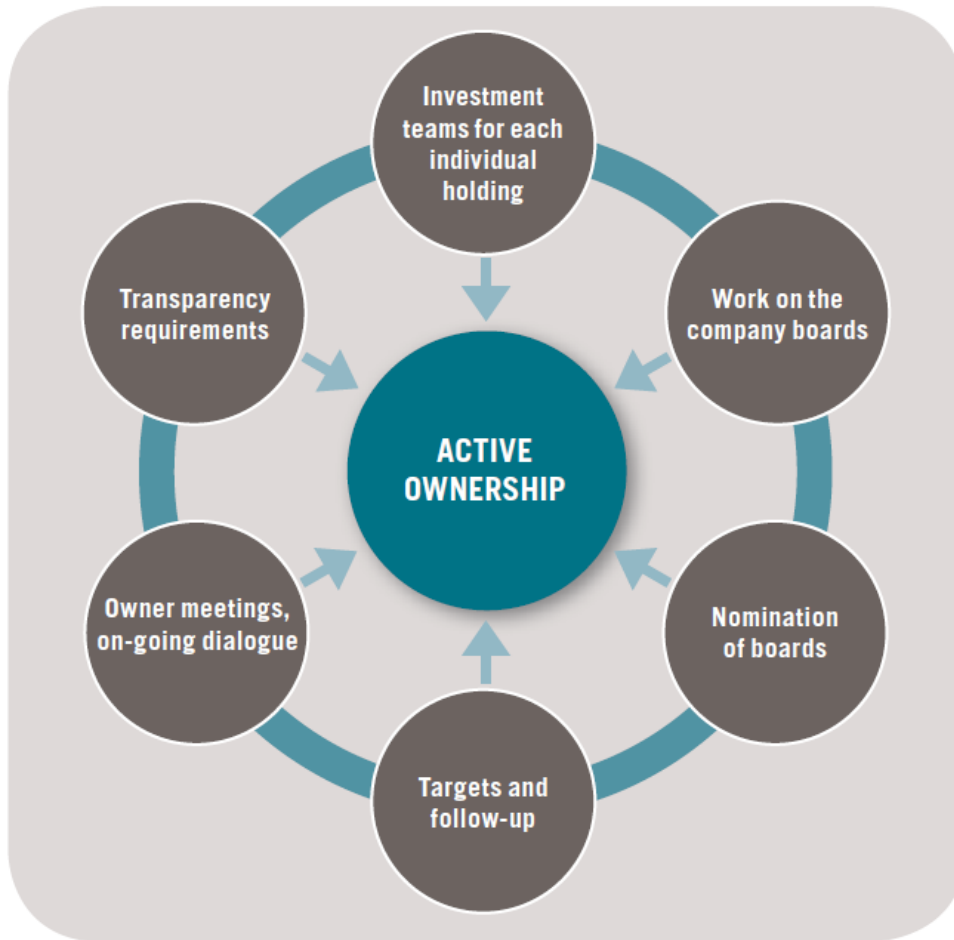 Investment
teams for each
individual
holding
Transparency
requirements
Work on the
company boards
ACTIVE
OWNERSHIP
Owner meetings,
on-going dialogue
Nomination
of boards
Targets and
follow-up